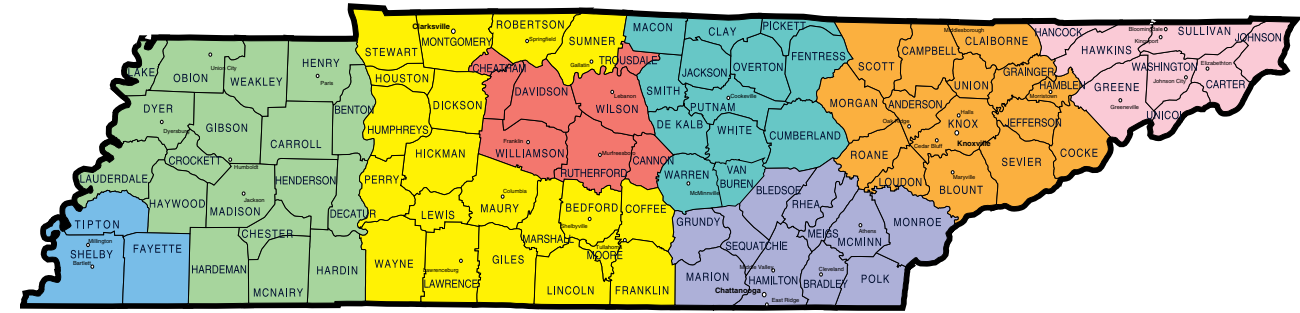 LAKE
OBION
Union City
WEAKLEY
HENRY
Paris
DYER
Dyersburg
GIBSON
CARROLL
BENTON
CROCKETT
Humboldt
LAUDERDALE
HAYWOOD
MADISON
Jackson
HENDERSON
DECATUR
CHESTER
HARDEMAN
MCNAIRY
HARDIN
TIPTON
Millington
SHELBY
Bartlett
FAYETTE
STEWART
Clarksville
MONTGOMERY
ROBERTSON
Springfield
SUMNER
Gallatin
HOUSTON
DICKSON
HUMPHREYS
HICKMAN
PERRY
LEWIS
Columbia
MAURY
BEDFORD
Shelbyville
COFFEE
MARSHALL
Tullahoma
MOORE
WAYNE
Lawrenceburg
LAWRENCE
GILES
LINCOLN
FRANKLIN
CHEATHAM
TROUSDALE
DAVIDSON
Lebanon
WILSON
Franklin
WILLIAMSON
Murfreesboro
RUTHERFORD
CANNON
MACON
CLAY
PICKETT
JACKSON
OVERTON
FENTRESS
SMITH
Cookeville
PUTNAM
DE KALB
WHITE
CUMBERLAND
WARREN
McMinnville
VAN
BUREN
BLEDSOE
RHEA
GRUNDY
SEQUATCHIE
MEIGS
Athens
MCMINN
MONROE
MARION
Middle Valley
HAMILTON
Chattanooga
East Ridge
Cleveland
BRADLEY
POLK
Middlesborough
SCOTT
CAMPBELL
CLAIBORNE
MORGAN
ANDERSON
UNION
GRAINGER
HAMBLEN
Morristown
Oak Ridge
Halls
KNOX
Knoxville
JEFFERSON
Cedar Bluff
ROANE
LOUDON
Maryville
BLOUNT
SEVIER
COCKE
HANCOCK
HAWKINS
Bloomingdale
Kingsport
SULLIVAN
JOHNSON
WASHINGTON
Elizabethton
Johnson City
CARTER
GREENE
Greeneville
UNICOI